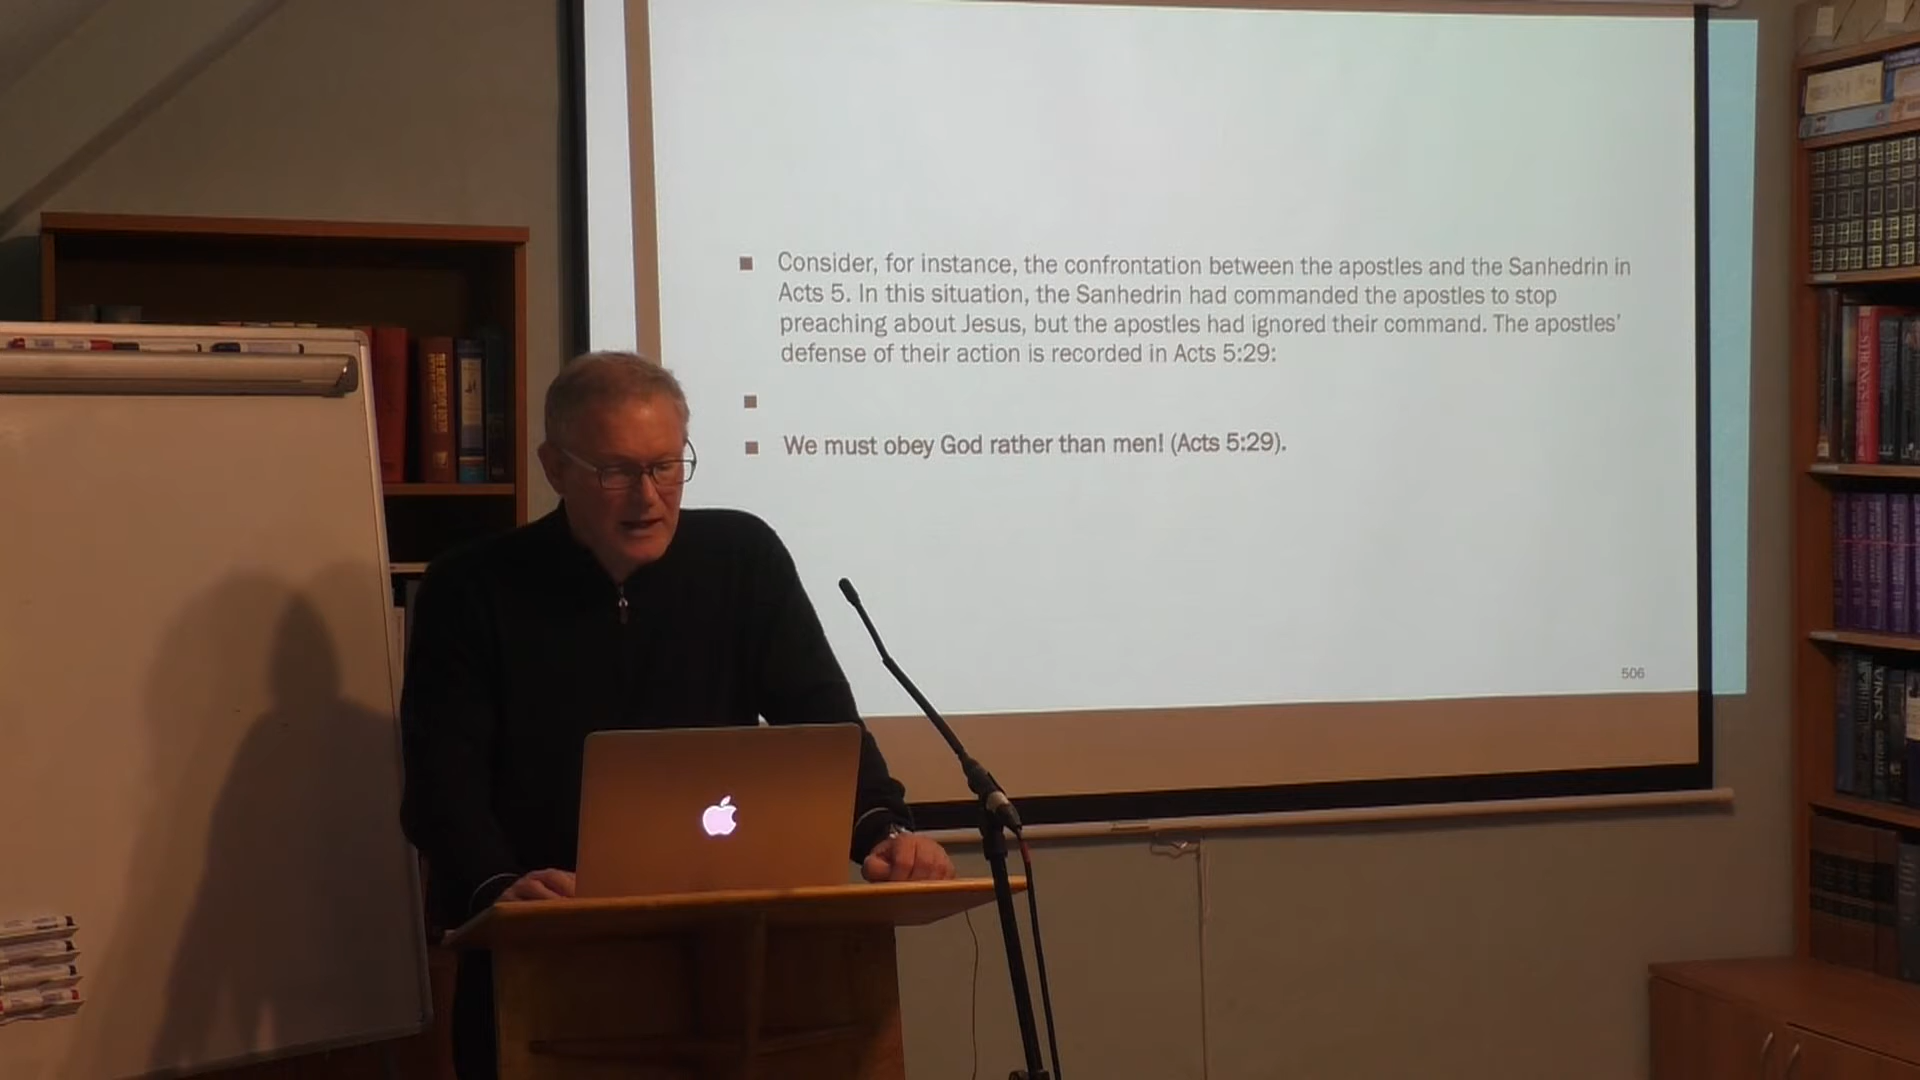 ■ Consider, for instance, the confrontation between the apostles and the Sanhedrin in
Acts 5. In this situation, the Sanhedrin had commanded the apostles to stop
preaching about Jesus, but the apostles had ignored their command. The apostles’
defense of their action is recorded in Acts 5:29:
■
■ We must obey God rather than men! (Acts 5:29).
506
STRONG'S